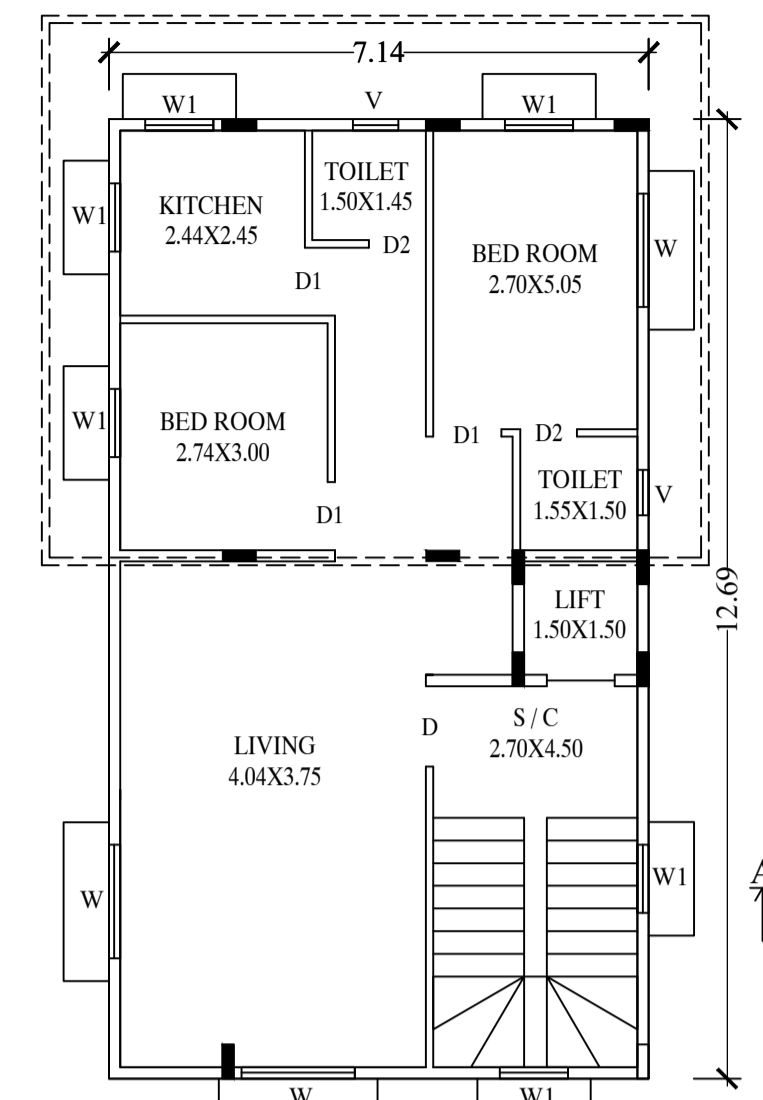 7.14
W1
V
W1
TOILET
1.50X1.45
W1
KITCHEN
2.44X2.45
D2
BED ROOM
2.70X5.05
W
D1
W1
BED ROOM
2.74X3.00
D1
D2
TOILET
1.55X1.50
V
D1
LIFT
1.50X1.50
12.69
S / C
2.70X4.50
D
LIVING
4.04X3.75
W
W1
A
W
W1